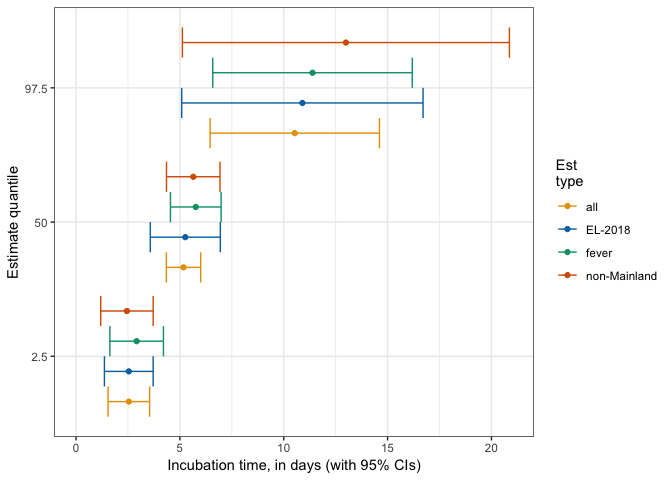 97.5
50
2.5
Estimate quantile
0
5
10
15
20
Incubation time, in days (with 95% CIs)
Est
type
all
EL-2018
fever
non-Mainland